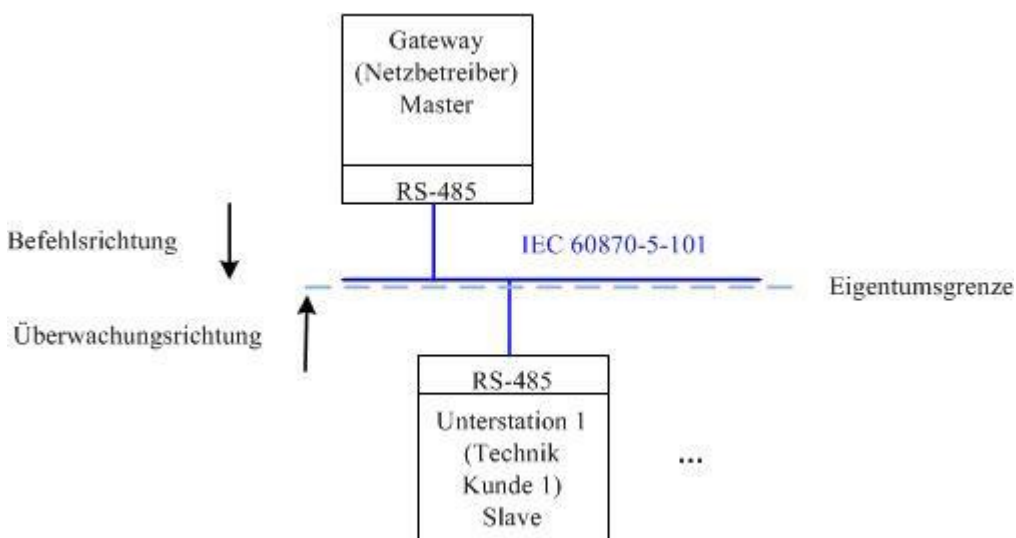 Gateway
(Netzbetreiber)
Master
RS-485
Befehlsrichtung
IEC 60870-5-101
Eigentumsgrenze
Überwachungsrichtung
RS-485
Unterstation 1
(Technik
Kunde 1)
Slave
...